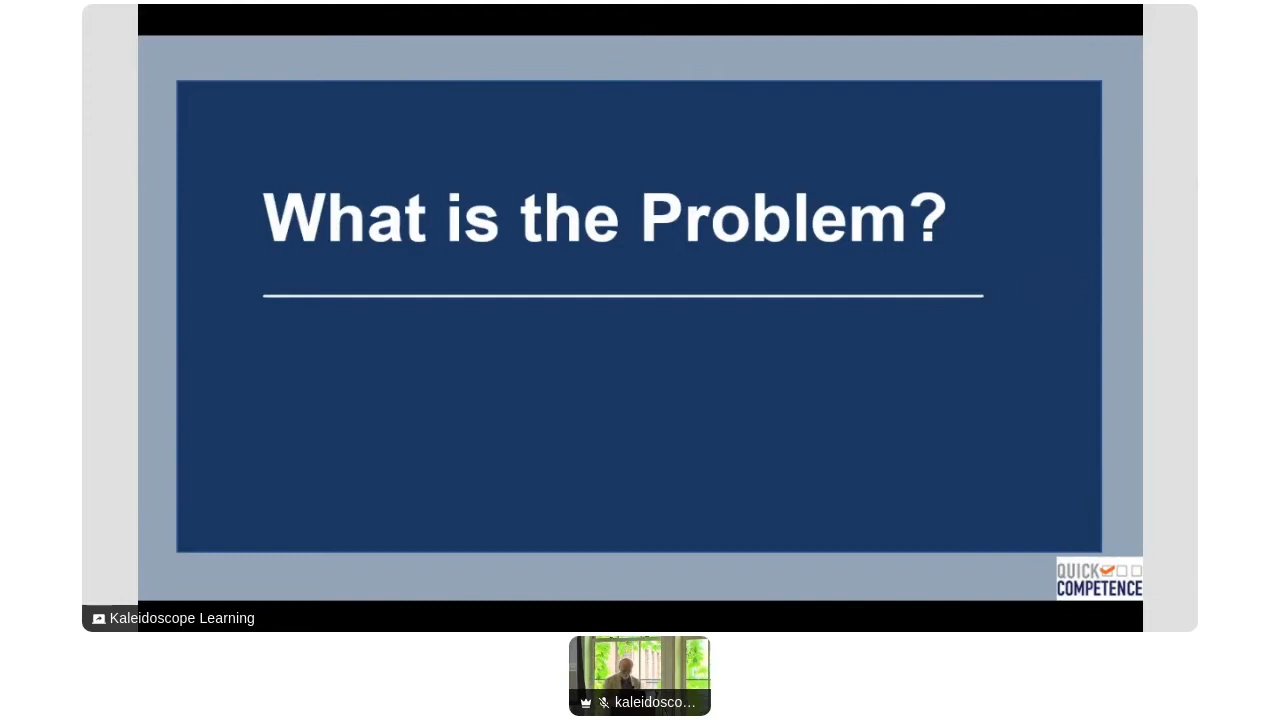 What is the Problem?
QUICK
COMPETENCE
Kaleidoscope Learning
kaleidosco…